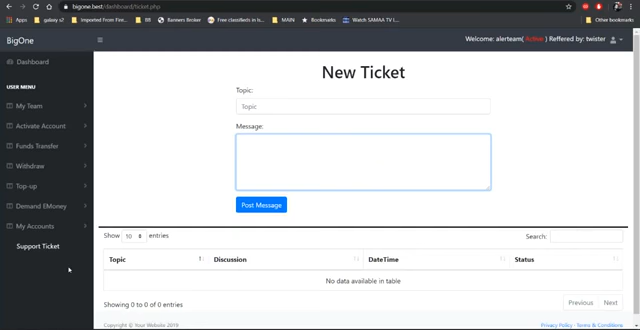 bigone.best/dashboard/ticket.php
Apps
galaxy s2
Imported From Fire...
Banners Broker
Free classifieds in Is...
MAIN
Bookmarks
Watch SAMAA TV L...
Other bookmarks
BigOne
Welcome: alerteam( Active ) Reffered by: twister
Dashboard
USER MENU
My Team
Activate Account
Funds Transfer
Withdraw
Top-up
Demand EMoney
My Accounts
Support Ticket
New Ticket
Topic:
Topic
Message:
Post Message
Show 10 entries
Search:
Topic Discussion DateTime Status
No data available in table
Showing 0 to 0 of 0 entries
Previous Next
Copyright © Your Website 2019
Privacy Policy · Terms & Conditions